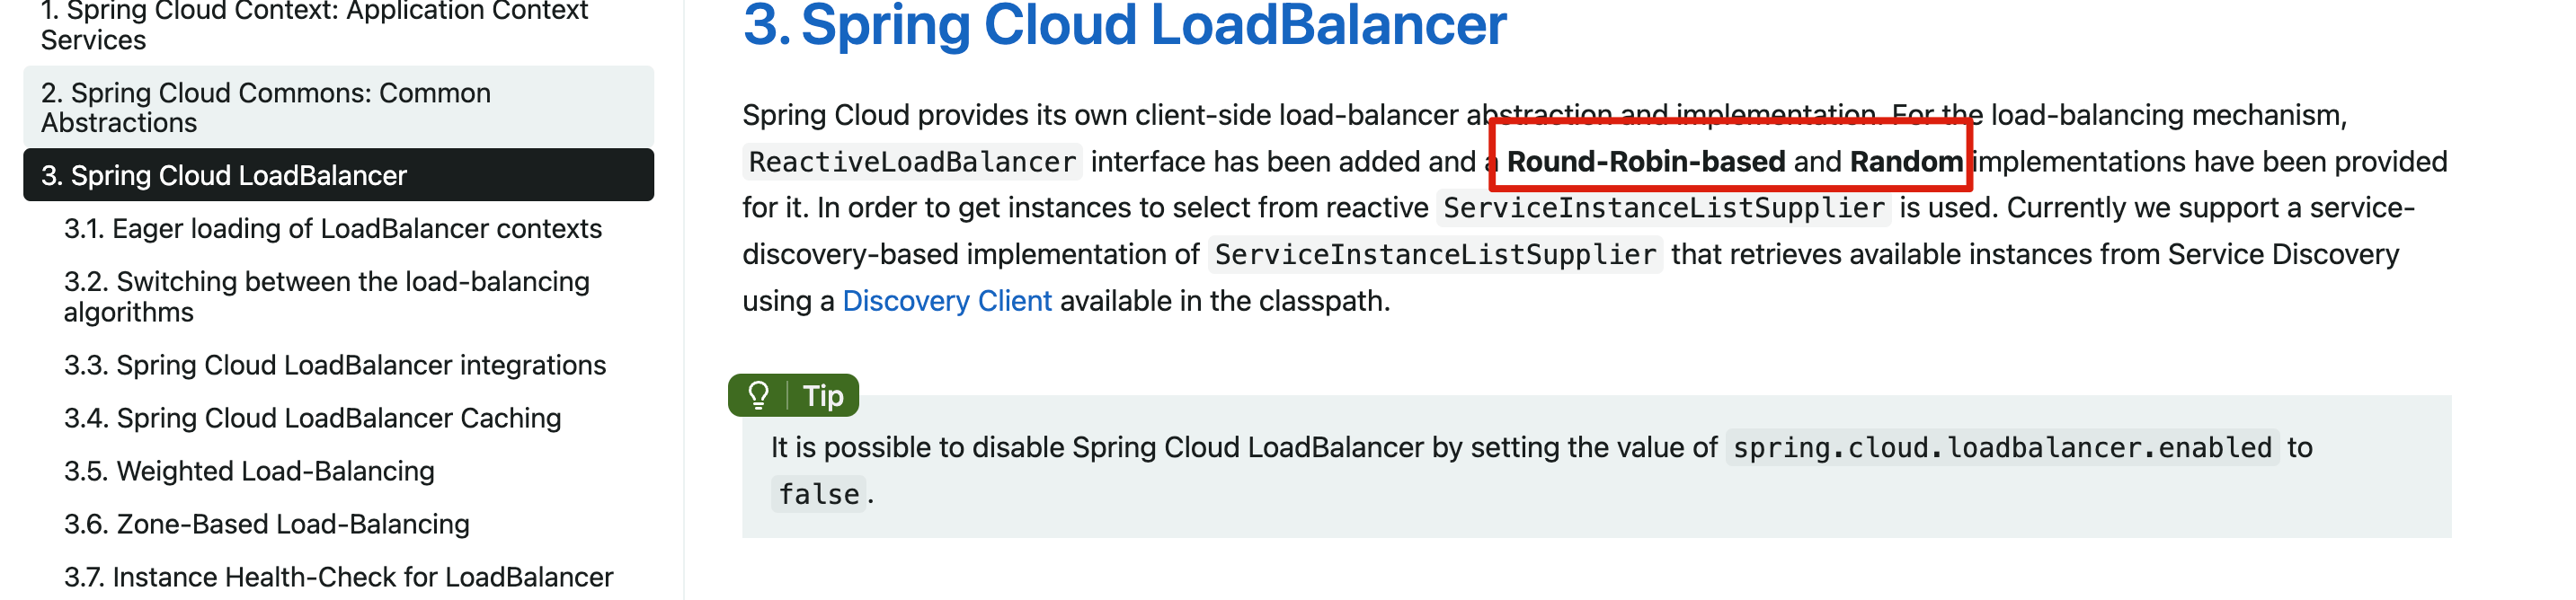 1. Spring Cloud Context: Application Context
Services
2. Spring Cloud Commons: Common
Abstractions
3. Spring Cloud LoadBalancer
3.1. Eager loading of LoadBalancer contexts
3.2. Switching between the load-balancing
algorithms
3.3. Spring Cloud LoadBalancer integrations
3.4. Spring Cloud LoadBalancer Caching
3.5. Weighted Load-Balancing
3.6. Zone-Based Load-Balancing
3.7. Instance Health-Check for LoadBalancer
3. Spring Cloud LoadBalancer
Spring Cloud provides its own client-side load-balancer abstraction and implementation. For the load-balancing mechanism,
ReactiveLoadBalancer interface has been added and a Round-Robin-based and Random implementations have been provided
for it. In order to get instances to select from reactive ServiceInstanceListSupplier is used. Currently we support a service-
discovery-based implementation of ServiceInstanceListSupplier that retrieves available instances from Service Discovery
using a Discovery Client available in the classpath.
Tip
It is possible to disable Spring Cloud LoadBalancer by setting the value of spring.cloud.loadbalancer.enabled to
false.